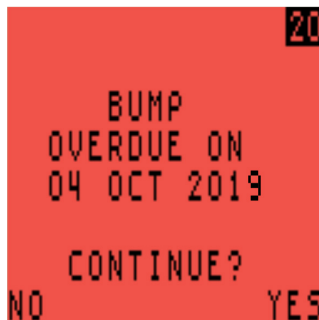 20
BUMP
OVERDUE ON
04 OCT 2019
CONTINUE?
NO YES